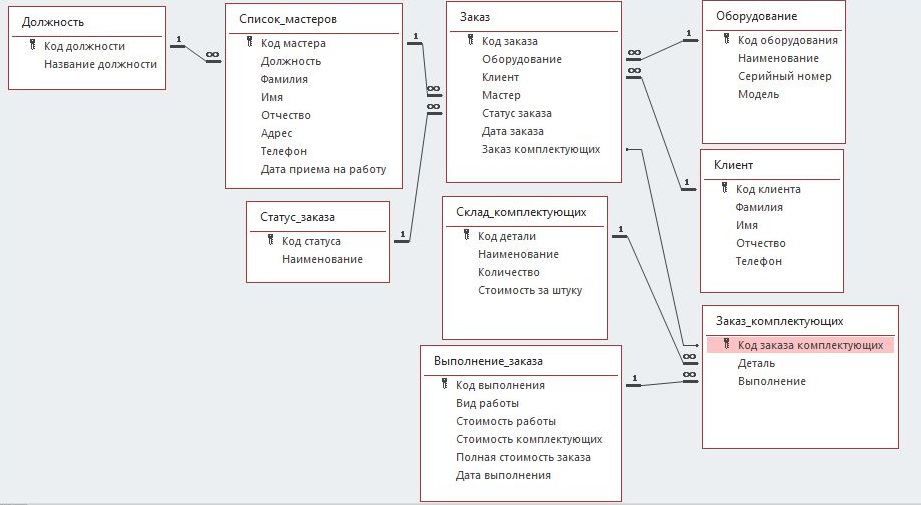 Должность
Код должности
Название должности
Список_мастеров
Код мастера
Должность
Фамилия
Имя
Отчество
Адрес
Телефон
Дата приема на работу
Заказ
Код заказа
Оборудование
Клиент
Мастер
Статус заказа
Дата заказа
Заказ комплектующих
Оборудование
Код оборудования
Наименование
Серийный номер
Модель
Клиент
Код клиента
Фамилия
Имя
Отчество
Телефон
Статус_заказа
Код статуса
Наименование
Склад_комплектующих
Код детали
Наименование
Количество
Стоимость за штуку
Заказ_комплектующих
Код заказа комплектующих
Деталь
Выполнение
Выполнение_заказа
Код выполнения
Вид работы
Стоимость работы
Стоимость комплектующих
Полная стоимость заказа
Дата выполнения
1
∞
1
∞
∞
1
∞
1
∞
1
1
∞
1
∞